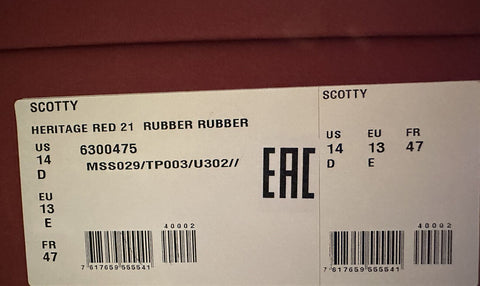 SCOTTY
HERITAGE RED 21 RUBBER RUBBER
US
14
D
6300475
MSS029/TP003/U302//
EAC
EU
13
E
FR
47
40002
7 617659 555541
SCOTTY
US EU FR
14 13 47
D E
40002
7 617659 555541